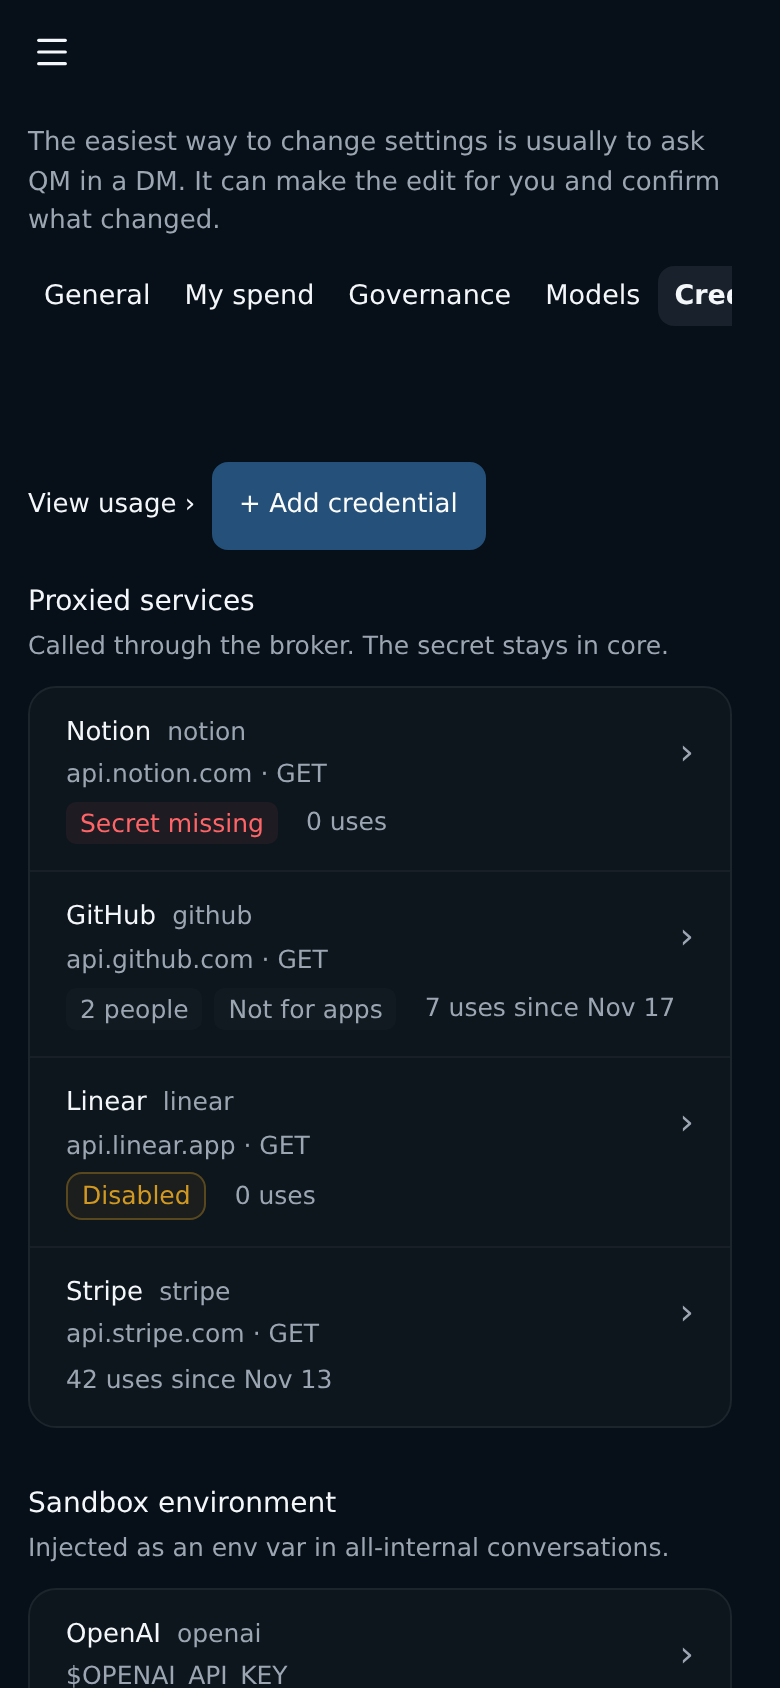 The easiest way to change settings is usually to ask
QM in a DM. It can make the edit for you and confirm
what changed.
General My spend Governance Models Cre
View usage › + Add credential
Proxied services
Called through the broker. The secret stays in core.
Notion notion
api.notion.com · GET
Secret missing 0 uses
GitHub github
api.github.com · GET
2 people Not for apps 7 uses since Nov 17
Linear linear
api.linear.app · GET
Disabled 0 uses
Stripe stripe
api.stripe.com · GET
42 uses since Nov 13
Sandbox environment
Injected as an env var in all-internal conversations.
OpenAI openai
$OPENAI_API_KEY